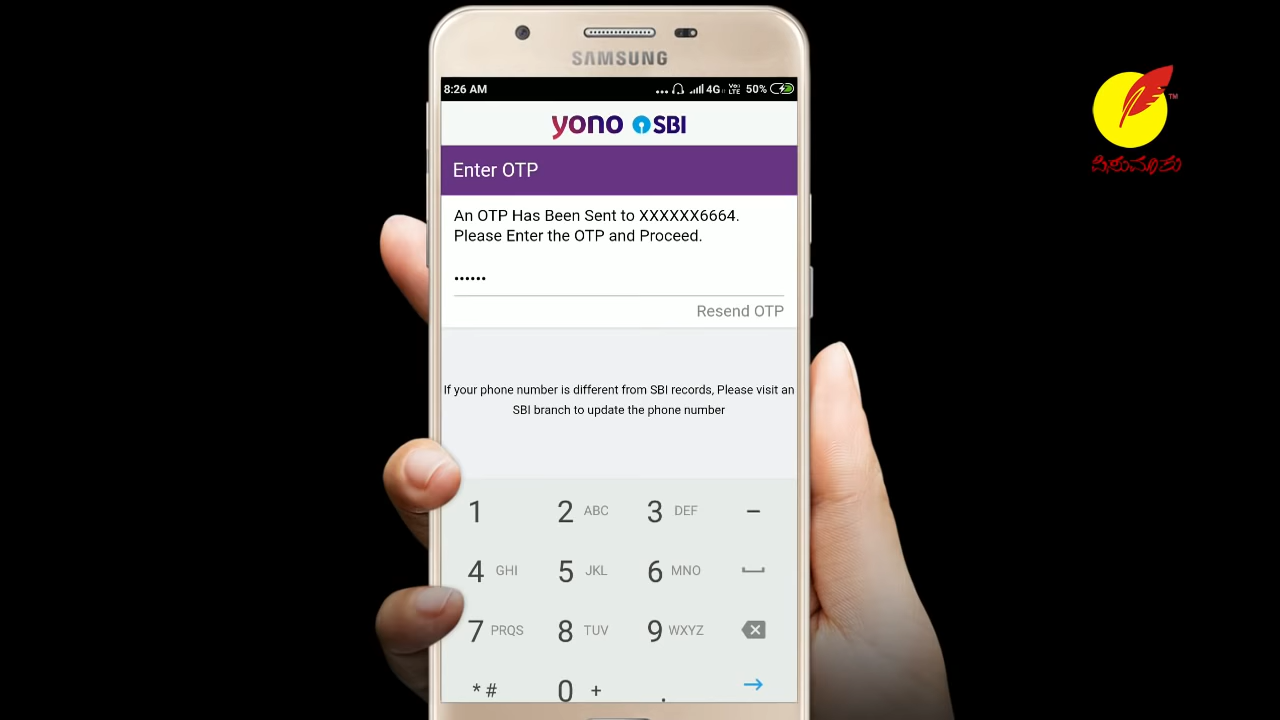 SAMSUNG
8:26 AM
4G
Vo))
LTE
50%
yono SBI
TM
ಪಿಸುಮಾತು
Enter OTP
An OTP Has Been Sent to XXXXXX6664.
Please Enter the OTP and Proceed.
••••••
Resend OTP
If your phone number is different from SBI records, Please visit an
SBI branch to update the phone number
1 2 ABC 3 DEF –
4 GHI 5 JKL 6 MNO
7 PRQS 8 TUV 9 WXYZ
* # 0 + .